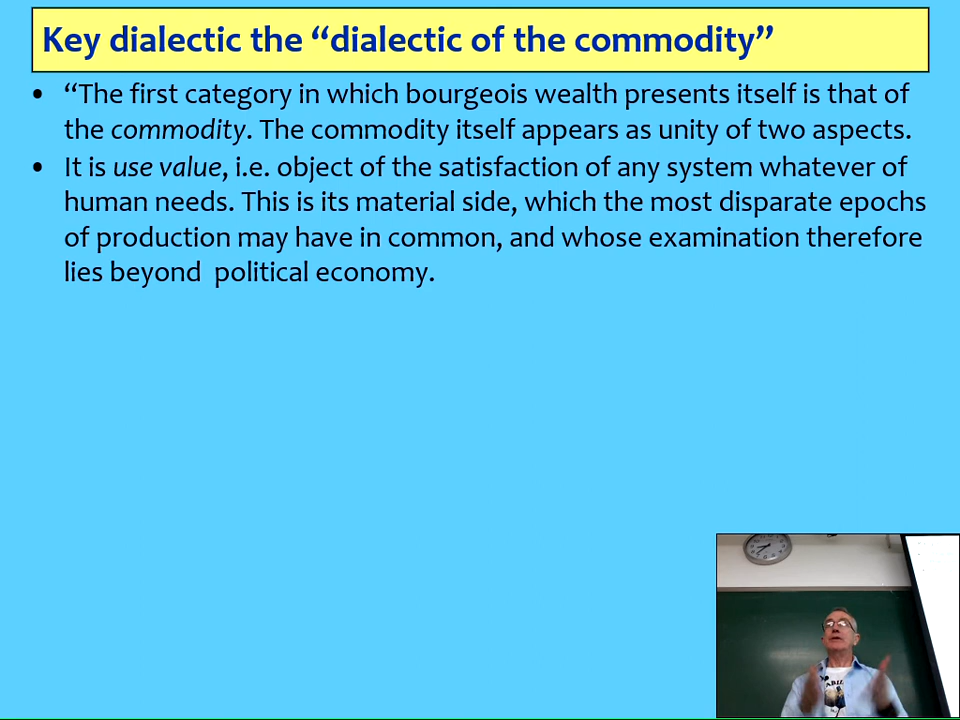 Key dialectic the “dialectic of the commodity”
• “The first category in which bourgeois wealth presents itself is that of
the commodity. The commodity itself appears as unity of two aspects.
• It is use value, i.e. object of the satisfaction of any system whatever of
human needs. This is its material side, which the most disparate epochs
of production may have in common, and whose examination therefore
lies beyond political economy.